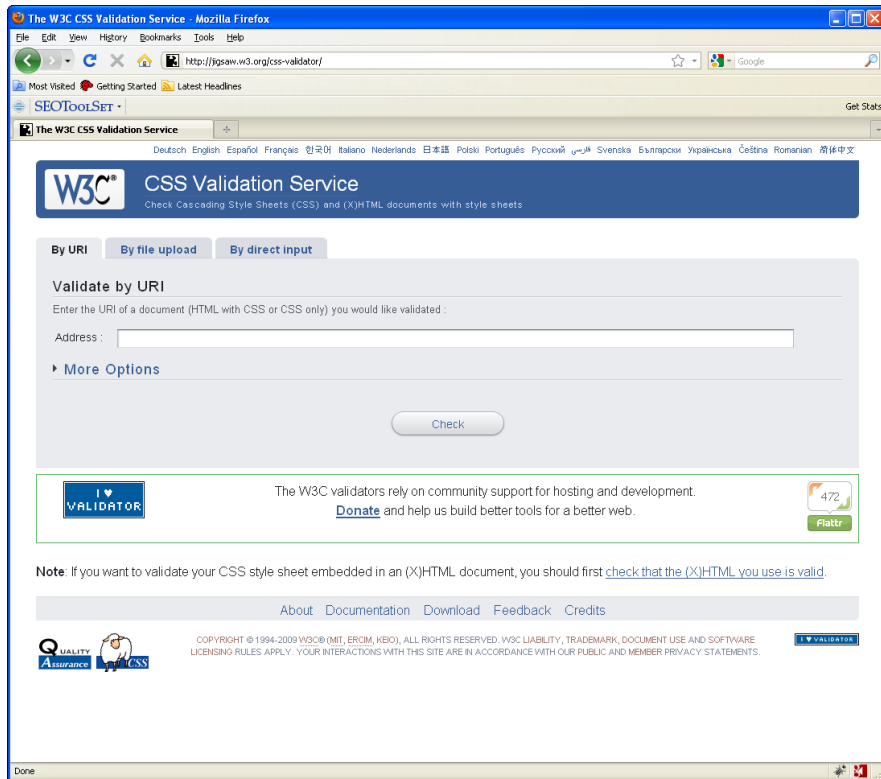 The W3C CSS Validation Service - Mozilla Firefox
File Edit View History Bookmarks Tools Help
http://jigsaw.w3.org/css-validator/ Google
Most Visited Getting Started Latest Headlines
SEOToolSet Get Stats
The W3C CSS Validation Service
Deutsch English Español Français 한국어 Italiano Nederlands 日本語 Polski Português Русский فارسی Svenska Български Українська Čeština Romanian 简体中文
W3C® CSS Validation Service
Check Cascading Style Sheets (CSS) and (X)HTML documents with style sheets
By URI By file upload By direct input
Validate by URI
Enter the URI of a document (HTML with CSS or CSS only) you would like validated :
Address :
More Options
Check
I ♥ VALIDATOR
The W3C validators rely on community support for hosting and development.
Donate and help us build better tools for a better web.
472
Flattr
Note: If you want to validate your CSS style sheet embedded in an (X)HTML document, you should first check that the (X)HTML you use is valid.
About Documentation Download Feedback Credits
QUALITY
Assurance CSS
COPYRIGHT © 1994-2009 W3C® (MIT, ERCIM, KEIO), ALL RIGHTS RESERVED. W3C LIABILITY, TRADEMARK, DOCUMENT USE AND SOFTWARE
LICENSING RULES APPLY. YOUR INTERACTIONS WITH THIS SITE ARE IN ACCORDANCE WITH OUR PUBLIC AND MEMBER PRIVACY STATEMENTS.
I ♥ VALIDATOR
Done